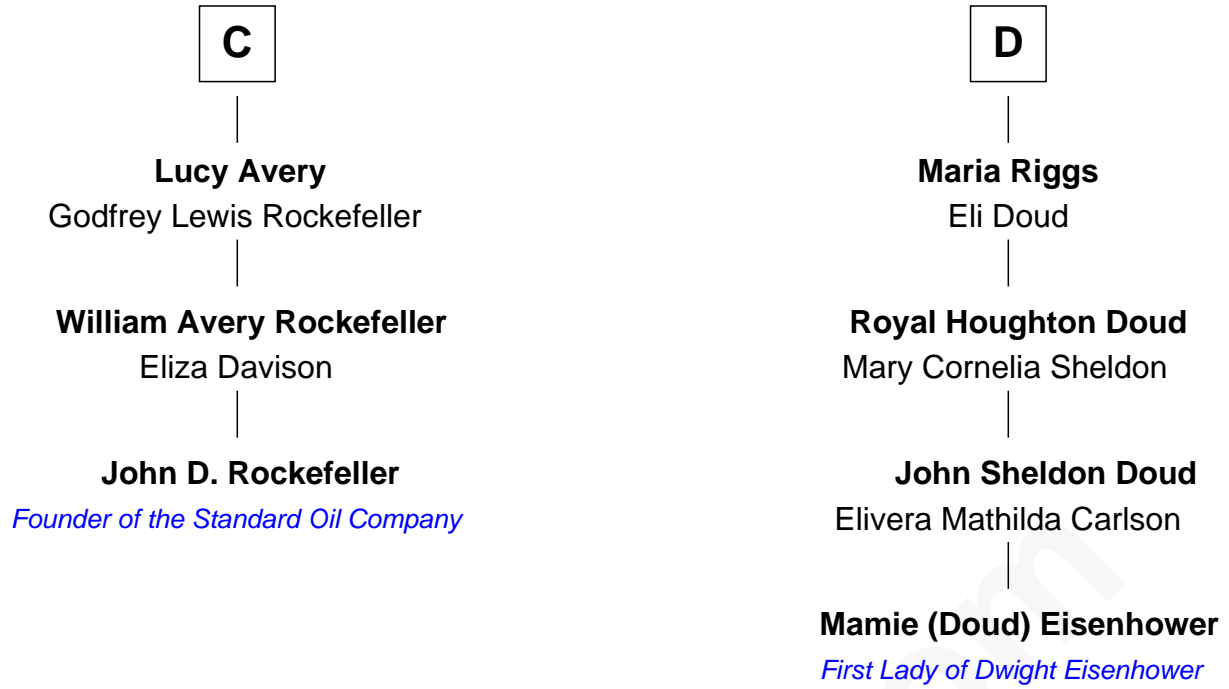 C
Lucy Avery
Godfrey Lewis Rockefeller
William Avery Rockefeller
Eliza Davison
John D. Rockefeller
Founder of the Standard Oil Company
D
Maria Riggs
Eli Doud
Royal Houghton Doud
Mary Cornelia Sheldon
John Sheldon Doud
Elivera Mathilda Carlson
Mamie (Doud) Eisenhower
First Lady of Dwight Eisenhower